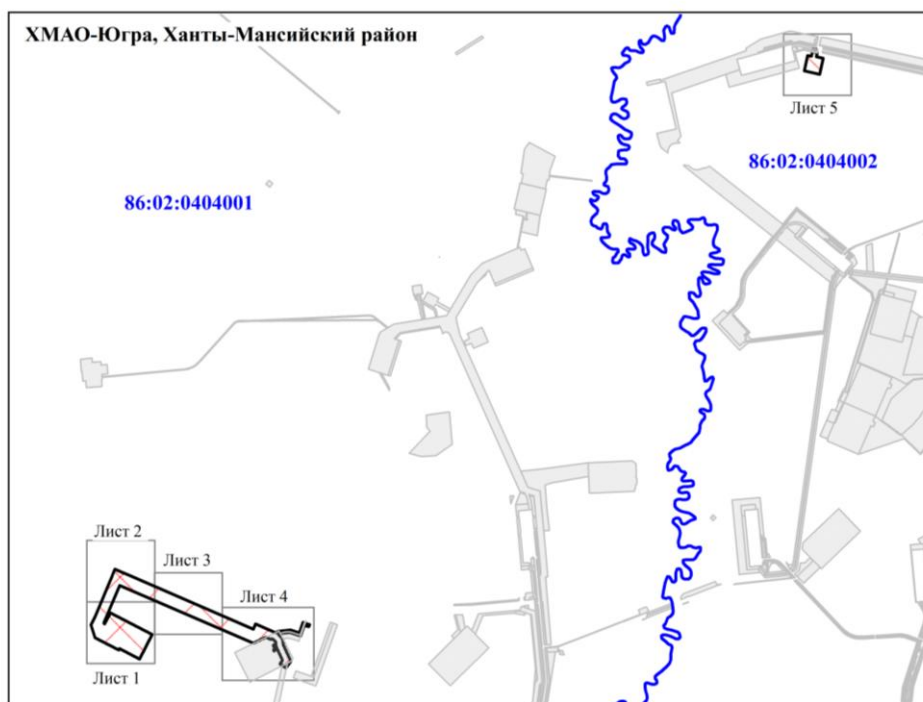 ХМАО-Югра, Ханты-Мансийский район
Лист 5
86:02:0404002
86:02:0404001
Лист 2
Лист 3
Лист 4
Лист 1